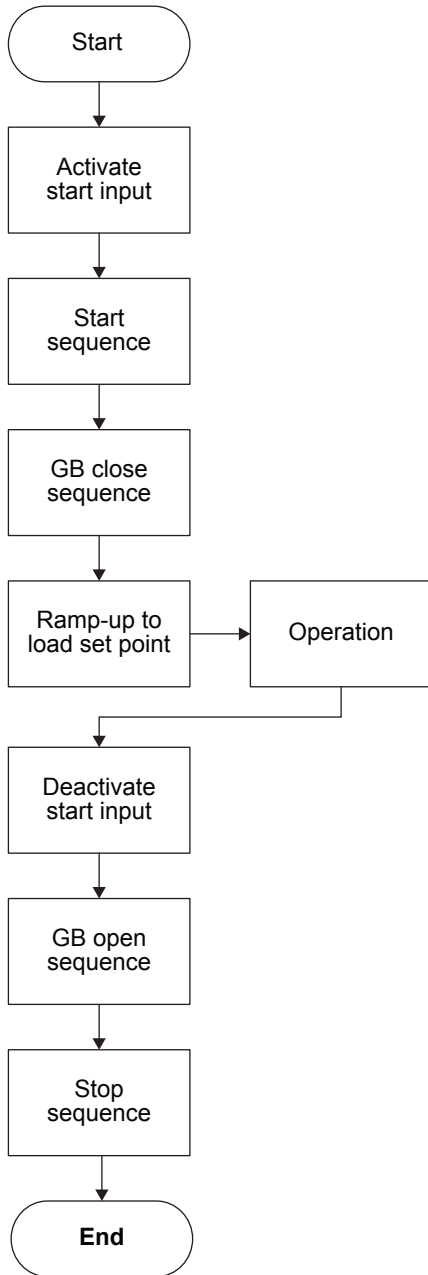 Start
Activate
start input
Start
sequence
GB close
sequence
Ramp-up to
load set point
Operation
Deactivate
start input
GB open
sequence
Stop
sequence
End